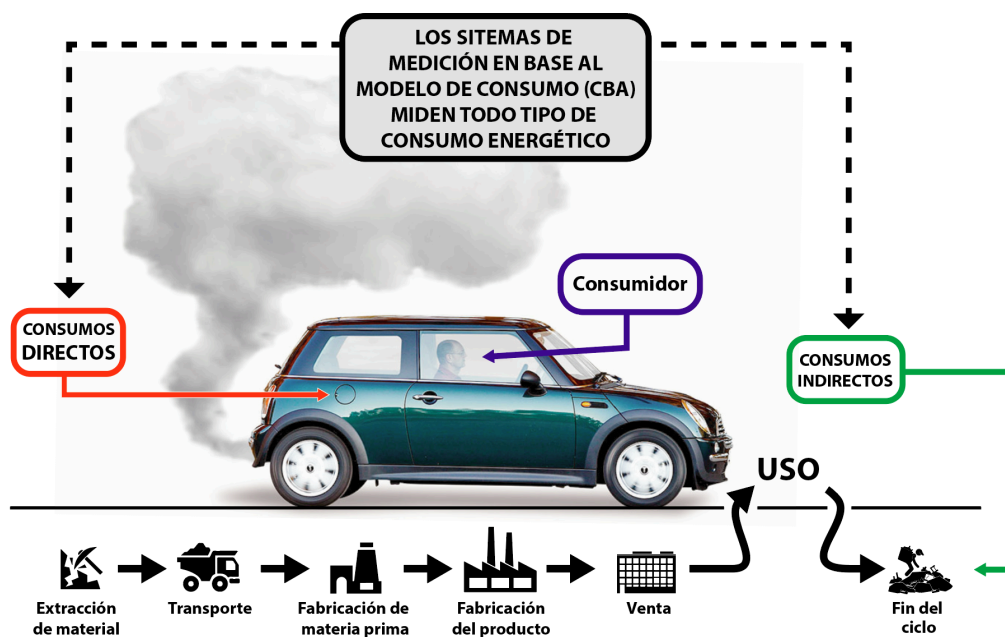 LOS SITEMAS DE
MEDICIÓN EN BASE AL
MODELO DE CONSUMO (CBA)
MIDEN TODO TIPO DE
CONSUMO ENERGÉTICO
Consumidor
CONSUMOS
DIRECTOS
CONSUMOS
INDIRECTOS
USO
Extracción
de material
Transporte
Fabricación de
materia prima
Fabricación
del producto
Venta
Fin del
ciclo